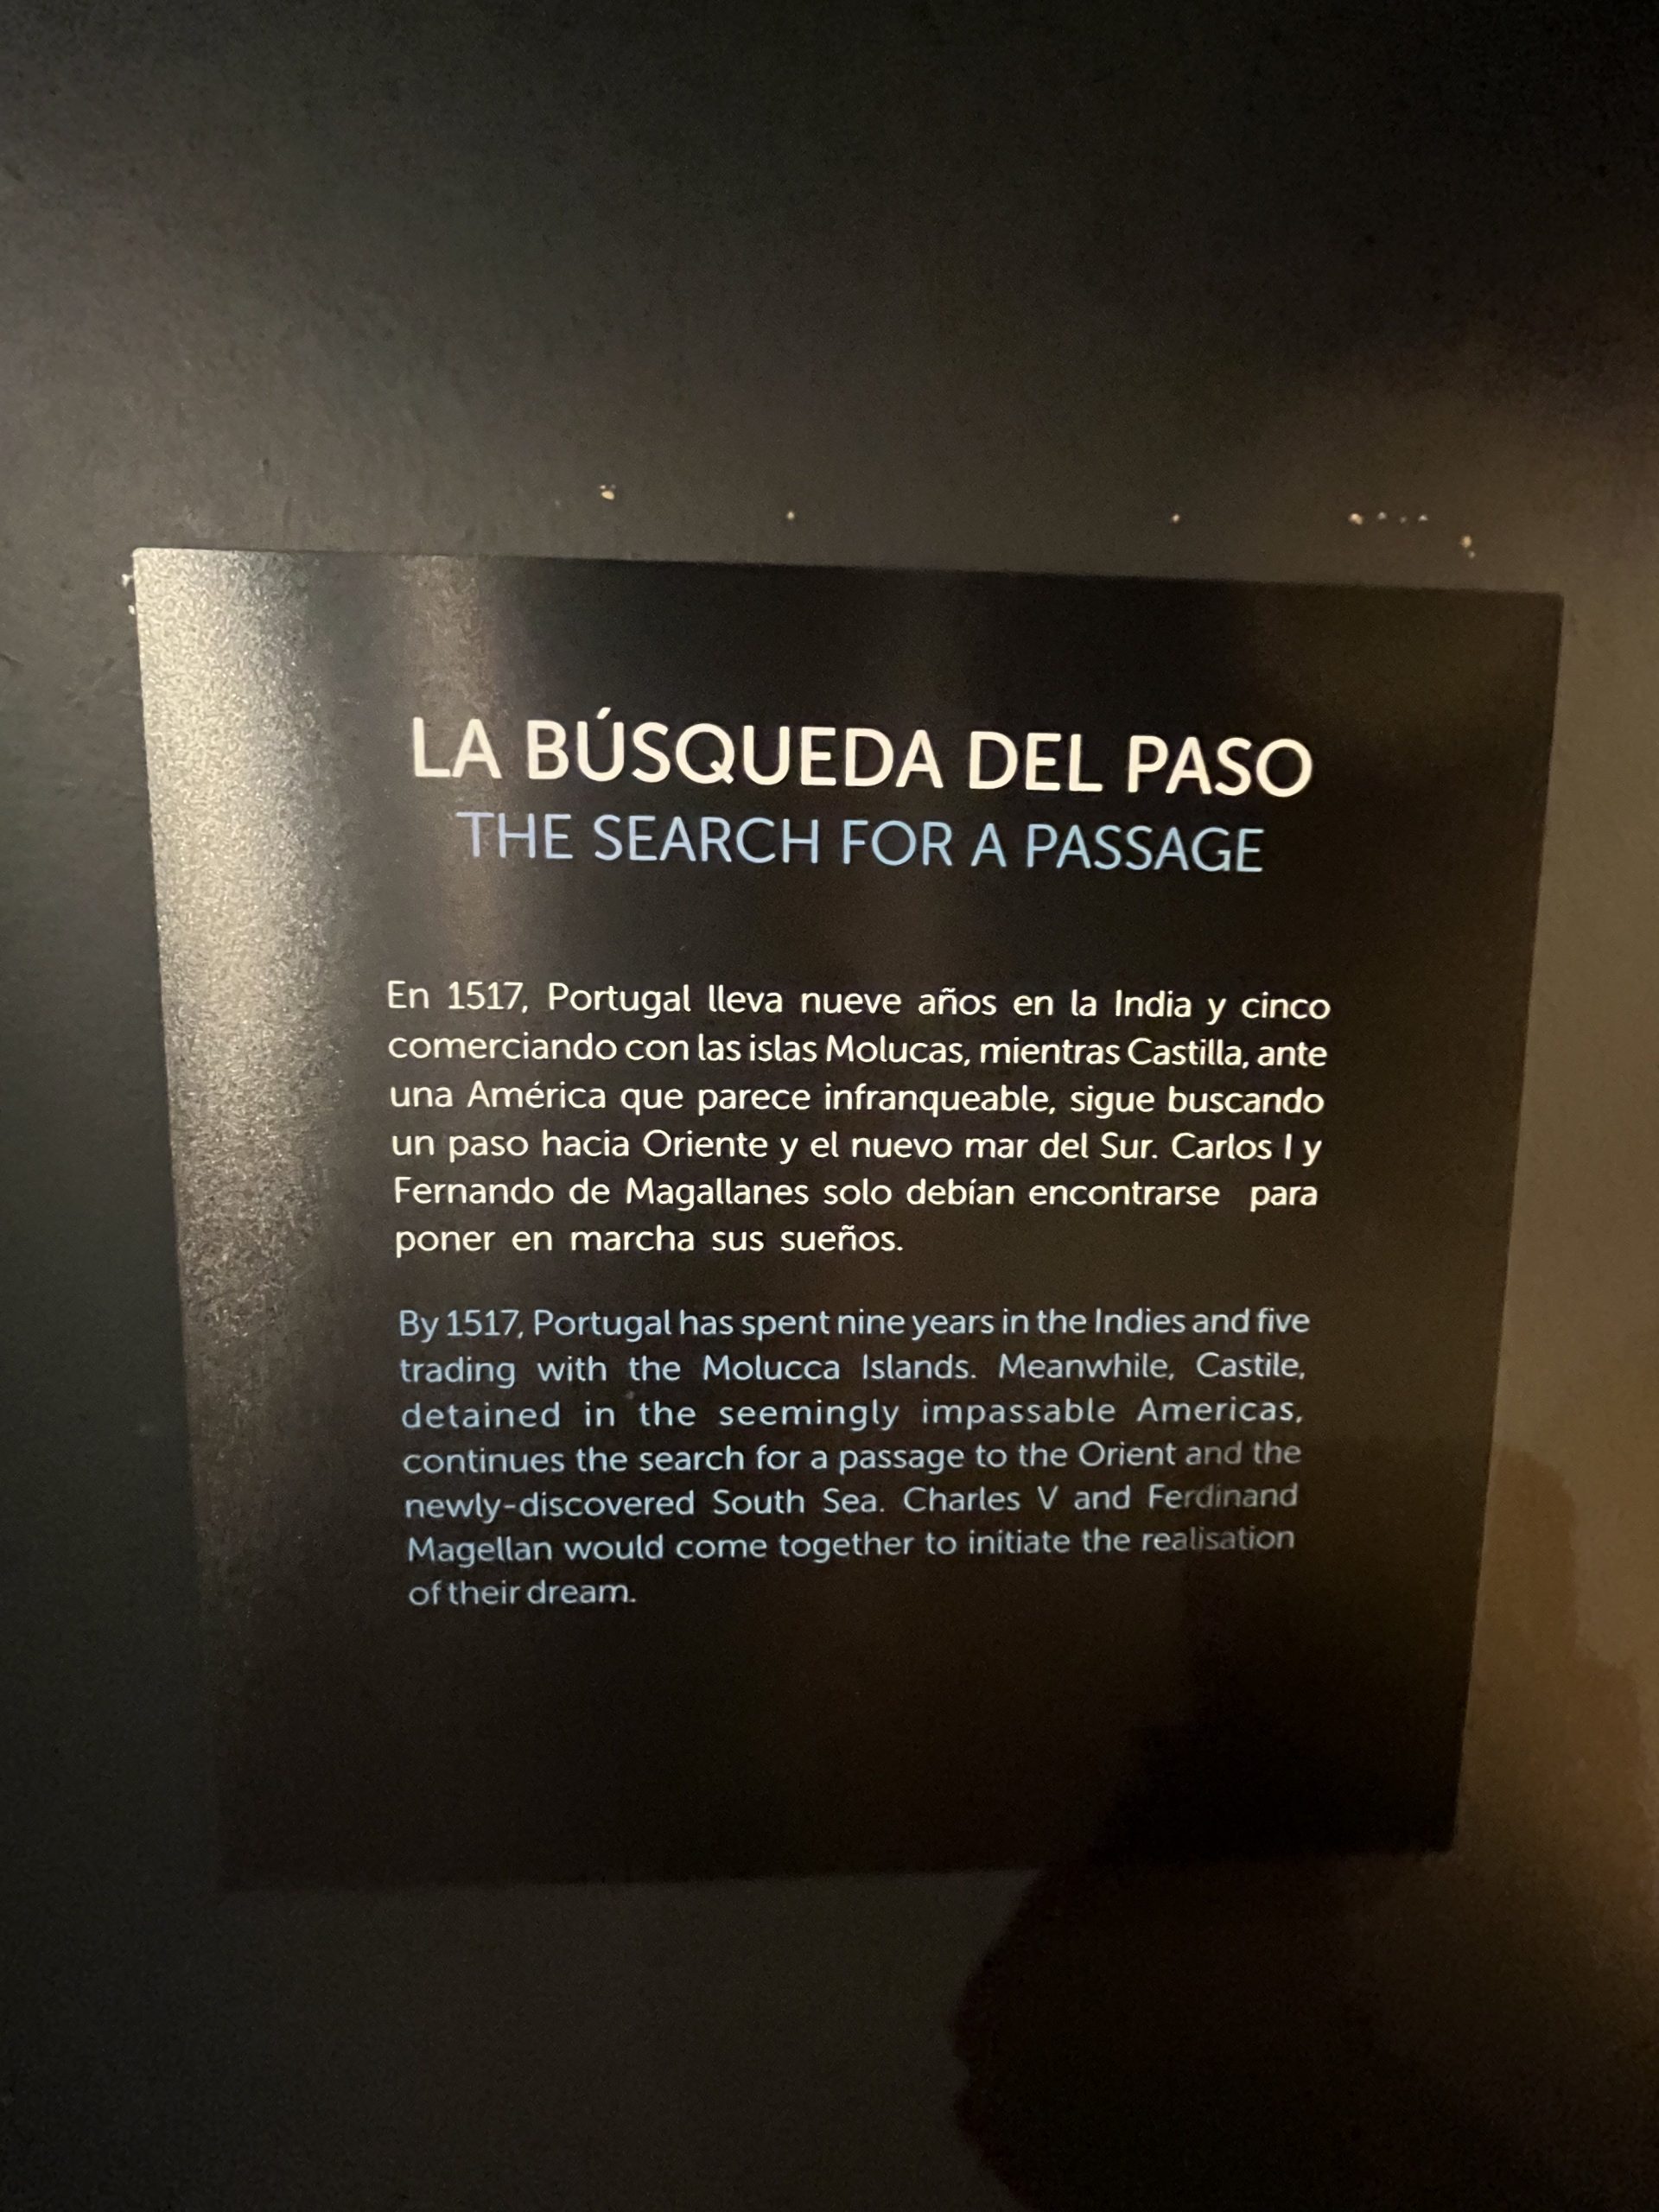 LA BÚSQUEDA DEL PASO
THE SEARCH FOR A PASSAGE
En 1517, Portugal lleva nueve años en la India y cinco
comerciando con las islas Molucas, mientras Castilla, ante
una América que parece infranqueable, sigue buscando
un paso hacia Oriente y el nuevo mar del Sur. Carlos I y
Fernando de Magallanes solo debían encontrarse para
poner en marcha sus sueños.
By 1517, Portugal has spent nine years in the Indies and five
trading with the Molucca Islands. Meanwhile, Castile,
detained in the seemingly impassable Americas,
continues the search for a passage to the Orient and the
newly-discovered South Sea. Charles V and Ferdinand
Magellan would come together to initiate the realisation
of their dream.